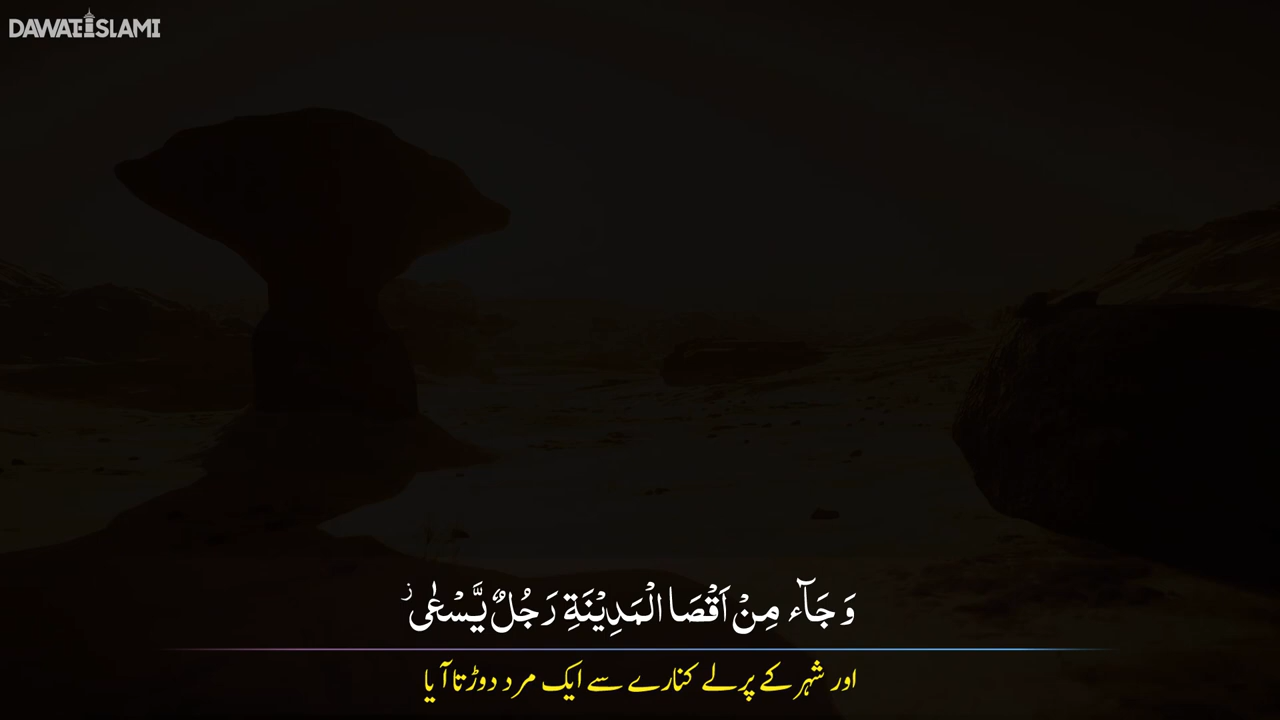 DAWATEISLAMI
وَ جَآءَ مِنْ اَقْصَا الْمَدِیْنَةِ رَجُلٌ یَّسْعٰى٘
اور شہر کے پرلے کنارے سے ایک مرد دوڑتا آیا